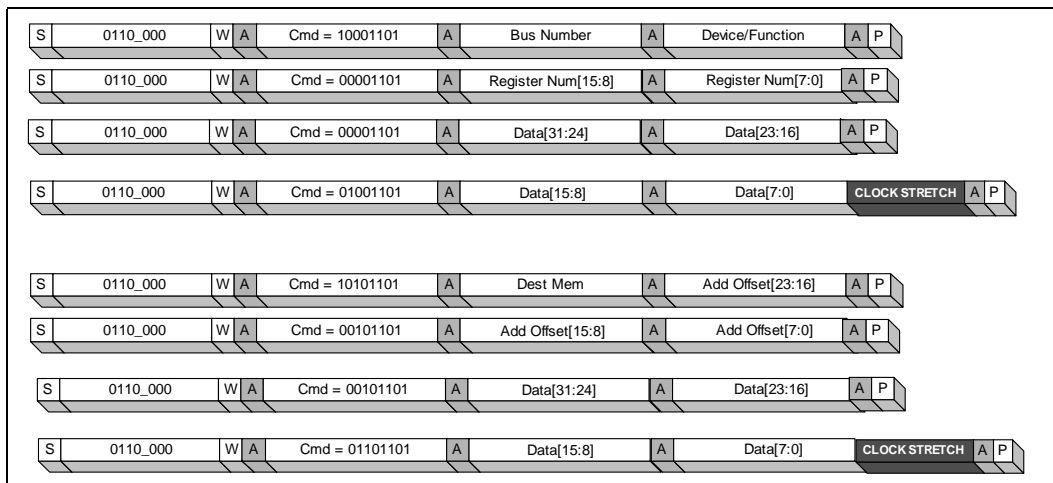 S 0110_000 W A Cmd = 10001101 A Bus Number A Device/Function A P
S 0110_000 W A Cmd = 00001101 A Register Num[15:8] A Register Num[7:0] A P
S 0110_000 W A Cmd = 00001101 A Data[31:24] A Data[23:16] A P
S 0110_000 W A Cmd = 01001101 A Data[15:8] A Data[7:0] CLOCK STRETCH A P
S 0110_000 W A Cmd = 10101101 A Dest Mem A Add Offset[23:16] A P
S 0110_000 W A Cmd = 00101101 A Add Offset[15:8] A Add Offset[7:0] A P
S 0110_000 W A Cmd = 00101101 A Data[31:24] A Data[23:16] A P
S 0110_000 W A Cmd = 01101101 A Data[15:8] A Data[7:0] CLOCK STRETCH A P